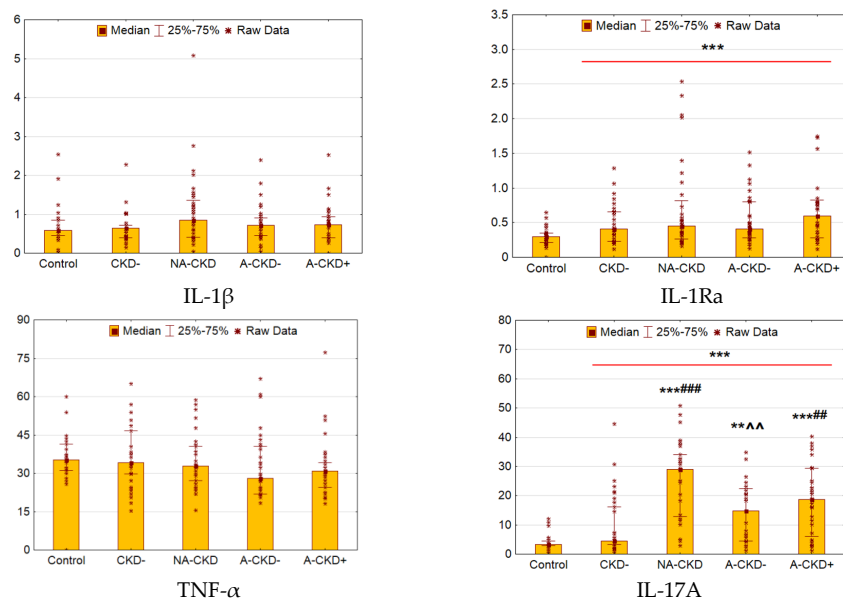 6
Median 25%-75% Raw Data
5
4
3
2
1
0
Control CKD- NA-CKD A-CKD- A-CKD+
IL-1β
3.5
Median 25%-75% Raw Data
3.0
***
2.5
2.0
1.5
1.0
0.5
0.0
Control CKD- NA-CKD A-CKD- A-CKD+
IL-1Ra
90
Median 25%-75% Raw Data
75
60
45
30
15
0
Control CKD- NA-CKD A-CKD- A-CKD+
TNF-α
80
Median 25%-75% Raw Data
70
***
60
***### **^^ ***##
50
40
30
20
10
0
Control CKD- NA-CKD A-CKD- A-CKD+
IL-17A